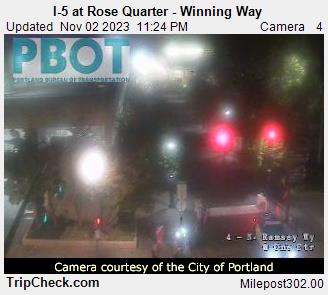 I-5 at Rose Quarter - Winning Way
Updated Nov 02 2023 11:24 PM Camera 4
PBOT
PORTLAND BUREAU OF TRANSPORTATION
4 - N. Ramsey Wy
Camera courtesy of the City of Portland
TripCheck.com Milepost302.00